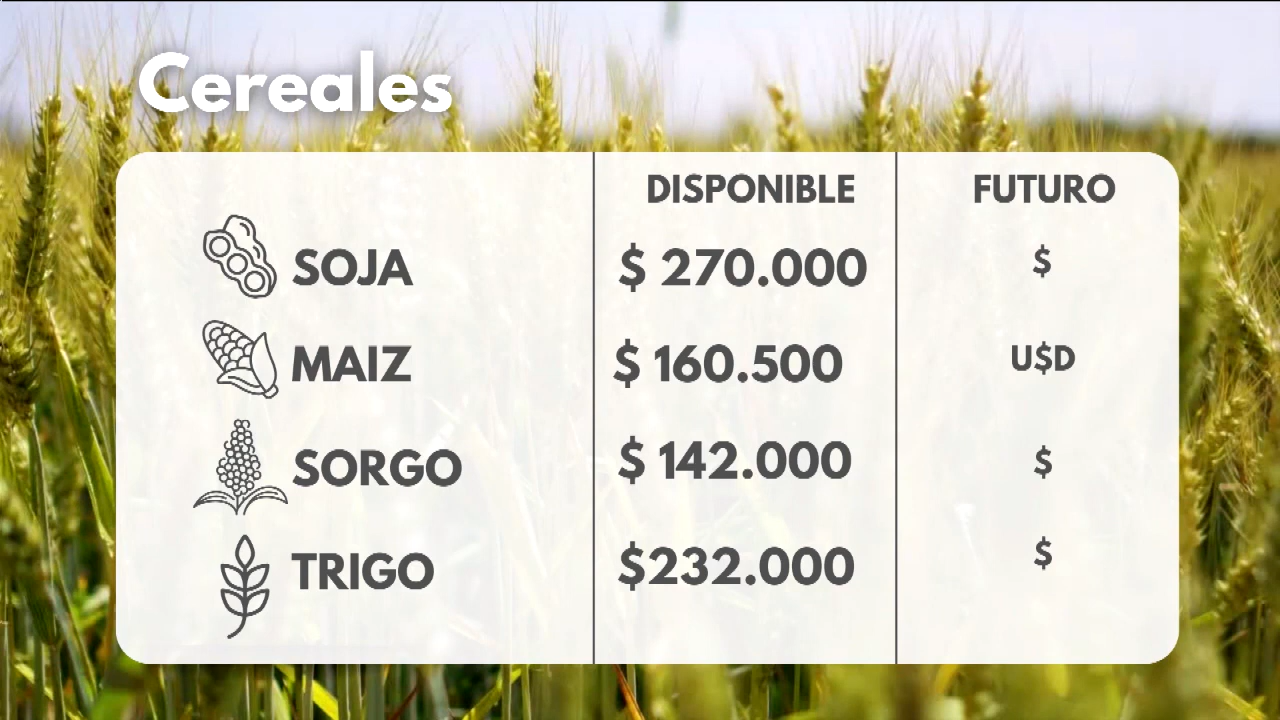 Cereales
DISPONIBLE FUTURO
SOJA $ 270.000 $
MAIZ $ 160.500 U$D
SORGO $ 142.000 $
TRIGO $232.000 $